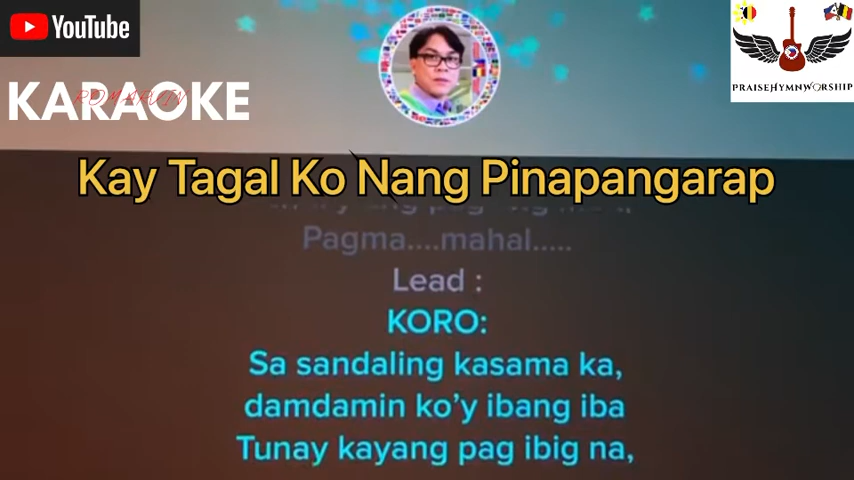 YouTube
KARAOKE
ROMARVIN
PRAISEHYMNWORSHIP
Kay Tagal Ko Nang Pinapangarap
Pagma....mahal.....
Lead :
KORO:
Sa sandaling kasama ka,
damdamin ko'y ibang iba
Tunay kayang pag ibig na,